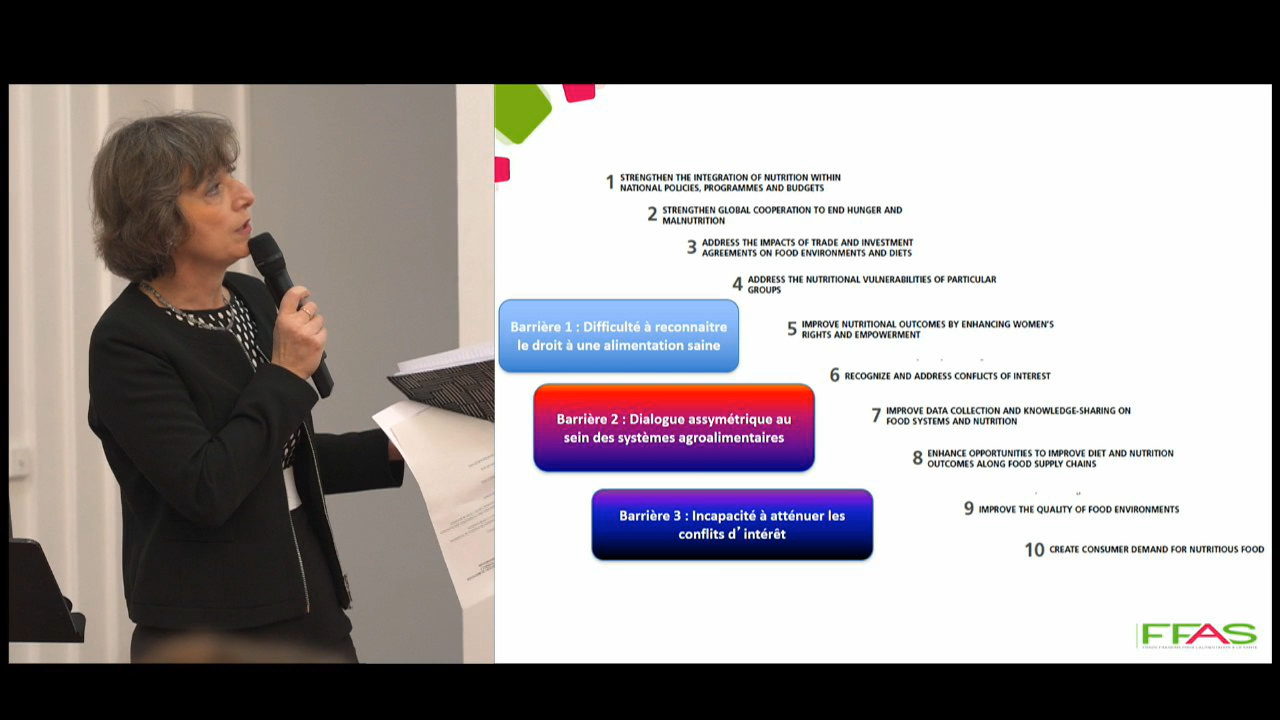 1 STRENGTHEN THE INTEGRATION OF NUTRITION WITHIN
NATIONAL POLICIES, PROGRAMMES AND BUDGETS
2 STRENGTHEN GLOBAL COOPERATION TO END HUNGER AND
MALNUTRITION
3 ADDRESS THE IMPACTS OF TRADE AND INVESTMENT
AGREEMENTS ON FOOD ENVIRONMENTS AND DIETS
4 ADDRESS THE NUTRITIONAL VULNERABILITIES OF PARTICULAR
GROUPS
5 IMPROVE NUTRITIONAL OUTCOMES BY ENHANCING WOMEN'S
RIGHTS AND EMPOWERMENT
6 RECOGNIZE AND ADDRESS CONFLICTS OF INTEREST
7 IMPROVE DATA COLLECTION AND KNOWLEDGE-SHARING ON
FOOD SYSTEMS AND NUTRITION
8 ENHANCE OPPORTUNITIES TO IMPROVE DIET AND NUTRITION
OUTCOMES ALONG FOOD SUPPLY CHAINS
9 IMPROVE THE QUALITY OF FOOD ENVIRONMENTS
10 CREATE CONSUMER DEMAND FOR NUTRITIOUS FOOD
Barrière 1 : Difficulté à reconnaitre
le droit à une alimentation saine
Barrière 2 : Dialogue assymétrique au
sein des systèmes agroalimentaires
Barrière 3 : Incapacité à atténuer les
conflits d’intérêt
FFAS